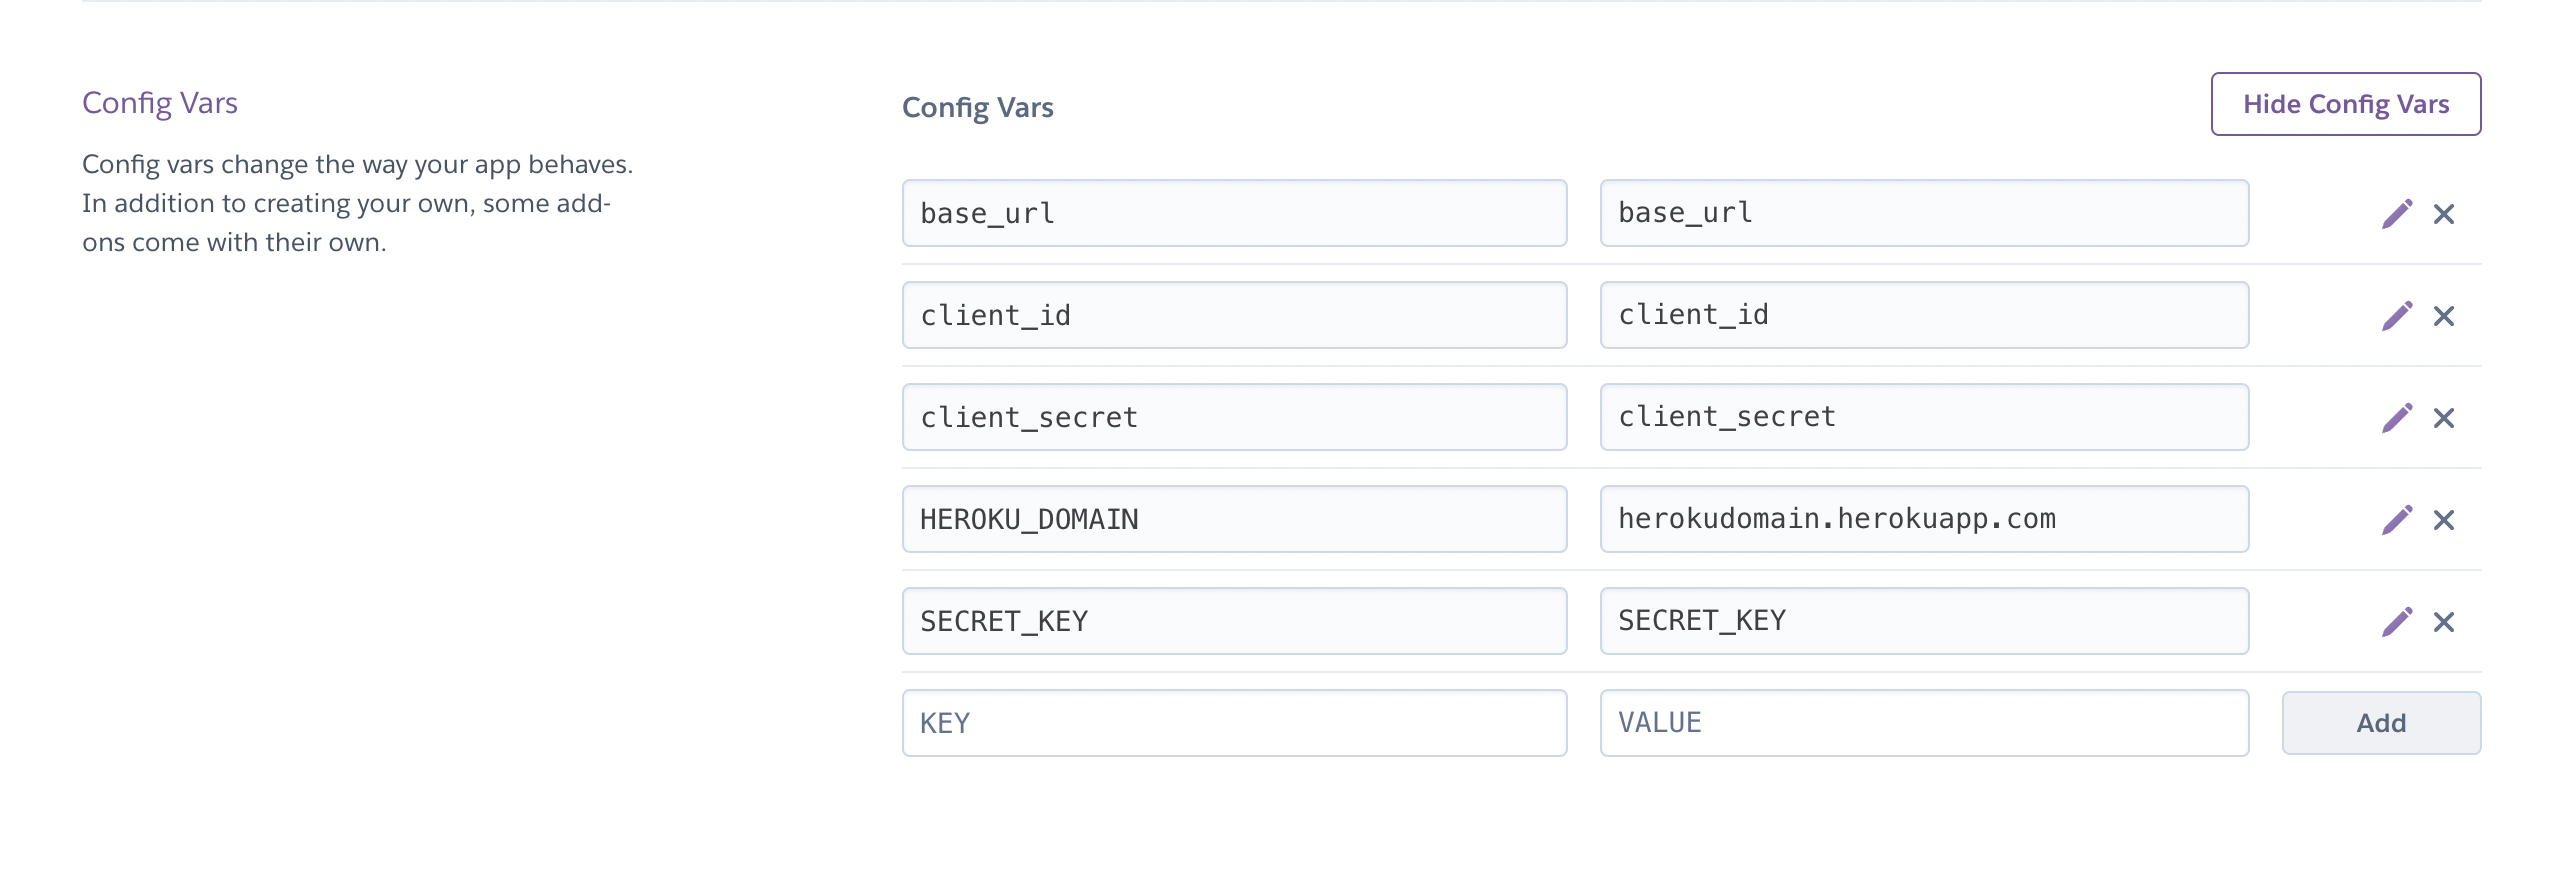 Config Vars
Config vars change the way your app behaves.
In addition to creating your own, some add-
ons come with their own.
Config Vars
Hide Config Vars
base_url
base_url
client_id
client_id
client_secret
client_secret
HEROKU_DOMAIN
herokudomain.herokuapp.com
SECRET_KEY
SECRET_KEY
KEY
VALUE
Add